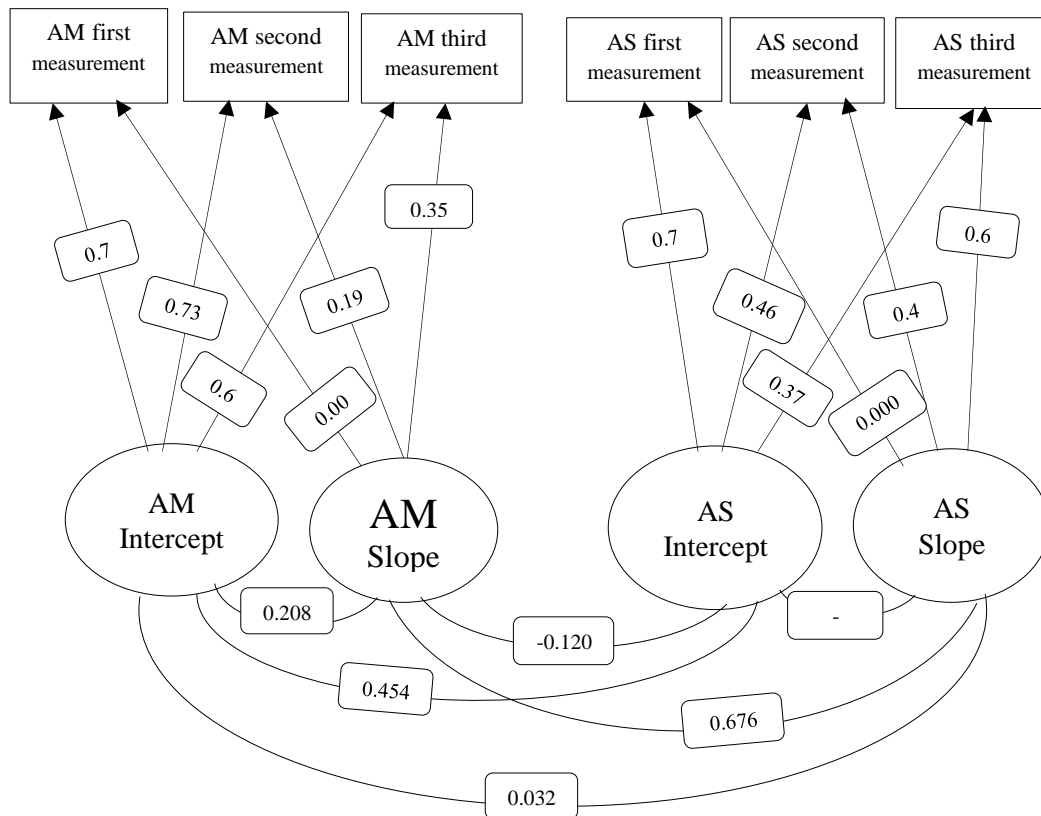 AM first
measurement
AM second
measurement
AM third
measurement
AS first
measurement
AS second
measurement
AS third
measurement
0.7
0.73
0.6
0.00
0.19
0.35
0.7
0.46
0.37
0.000
0.4
0.6
AM
Intercept
AM
Slope
AS
Intercept
AS
Slope
0.208
-0.120
-
0.454
0.676
0.032